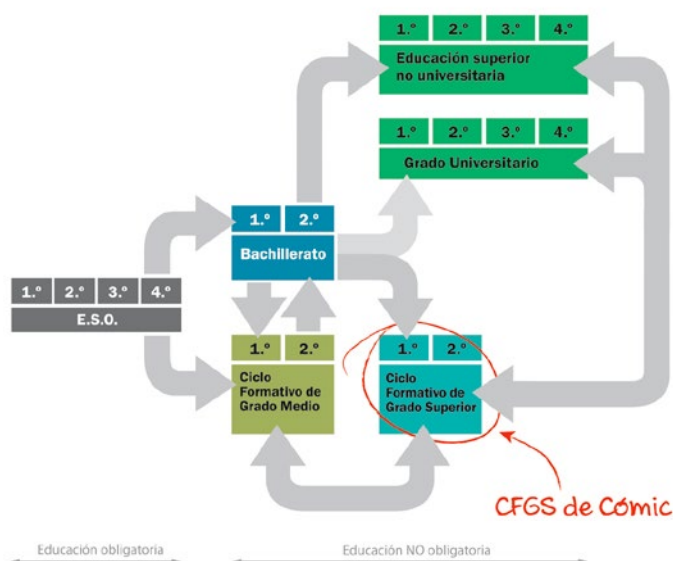 1.º 2.º 3.º 4.º
Educación superior
no universitaria
1.º 2.º 3.º 4.º
Grado Universitario
1.º 2.º
Bachillerato
1.º 2.º 3.º 4.º
E.S.O.
1.º 2.º
Ciclo
Formativo de
Grado Medio
1.º 2.º
Ciclo
Formativo de
Grado Superior
CFGS de Cómic
Educación obligatoria
Educación NO obligatoria